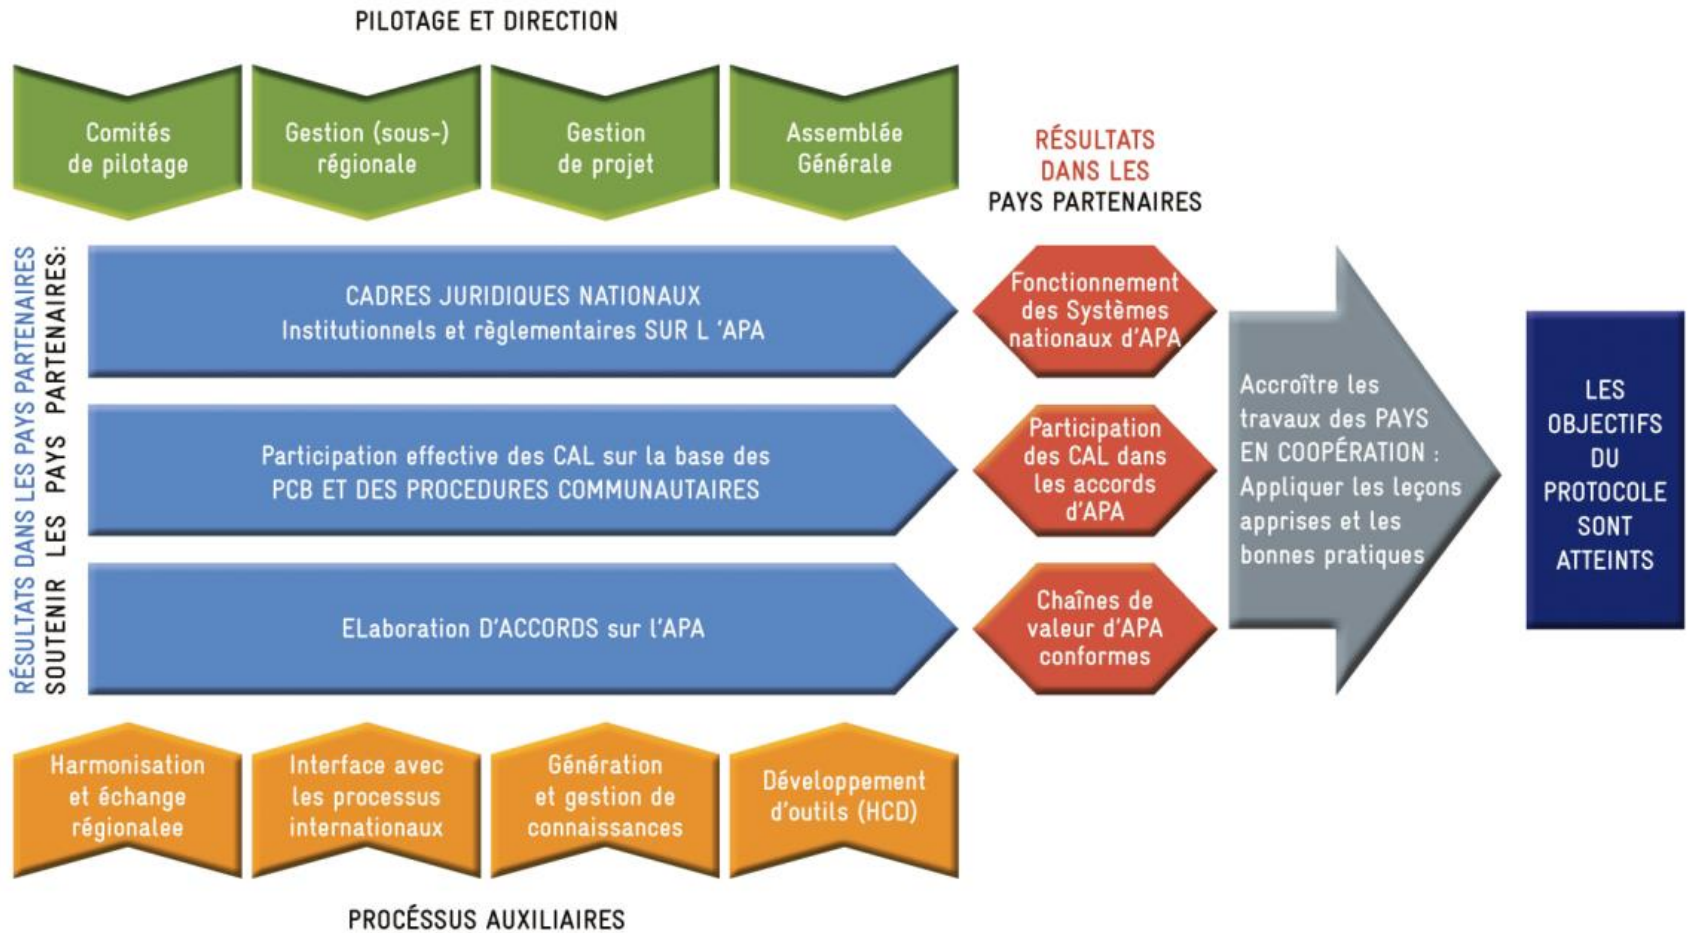 PILOTAGE ET DIRECTION
Comités
de pilotage
Gestion (sous-)
régionale
Gestion
de projet
Assemblée
Générale
RÉSULTATS
DANS LES
PAYS PARTENAIRES
RÉSULTATS DANS LES PAYS PARTENAIRES
SOUTENIR LES PAYS PARTENAIRES:
CADRES JURIDIQUES NATIONAUX
Institutionnels et règlementaires SUR L 'APA
Fonctionnement
des Systèmes
nationaux d'APA
Participation effective des CAL sur la base des
PCB ET DES PROCEDURES COMMUNAUTAIRES
Participation
des CAL dans
les accords
d'APA
ELaboration D'ACCORDS sur l'APA
Chaînes de
valeur d'APA
conformes
Accroître les
travaux des PAYS
EN COOPÉRATION :
Appliquer les leçons
apprises et les
bonnes pratiques
LES
OBJECTIFS
DU
PROTOCOLE
SONT
ATTEINTS
Harmonisation
et échange
régionalee
Interface avec
les processus
internationaux
Génération
et gestion de
connaissances
Développement
d'outils (HCD)
PROCÉSSUS AUXILIAIRES